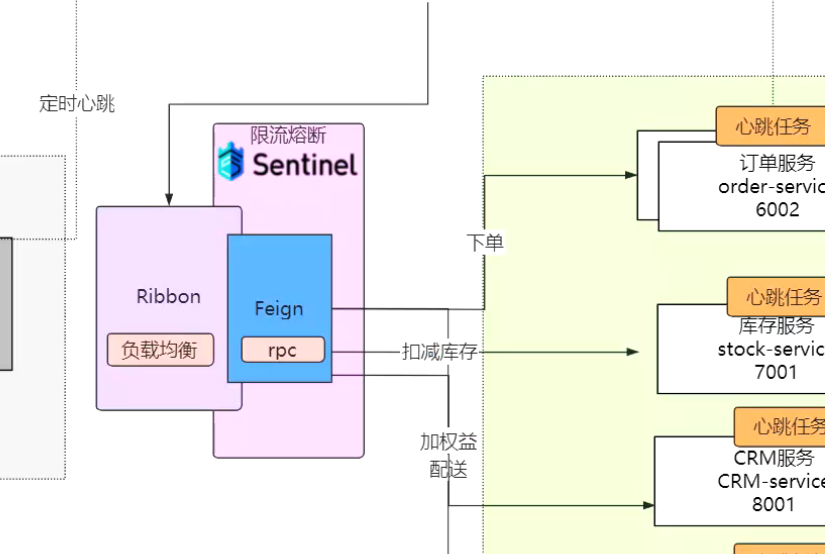 定时心跳
限流熔断
Sentinel
Ribbon
负载均衡
Feign
rpc
下单
扣减库存
加权益
配送
心跳任务
订单服务
order-servic
6002
心跳任务
库存服务
stock-servic
7001
心跳任务
CRM服务
CRM-service
8001